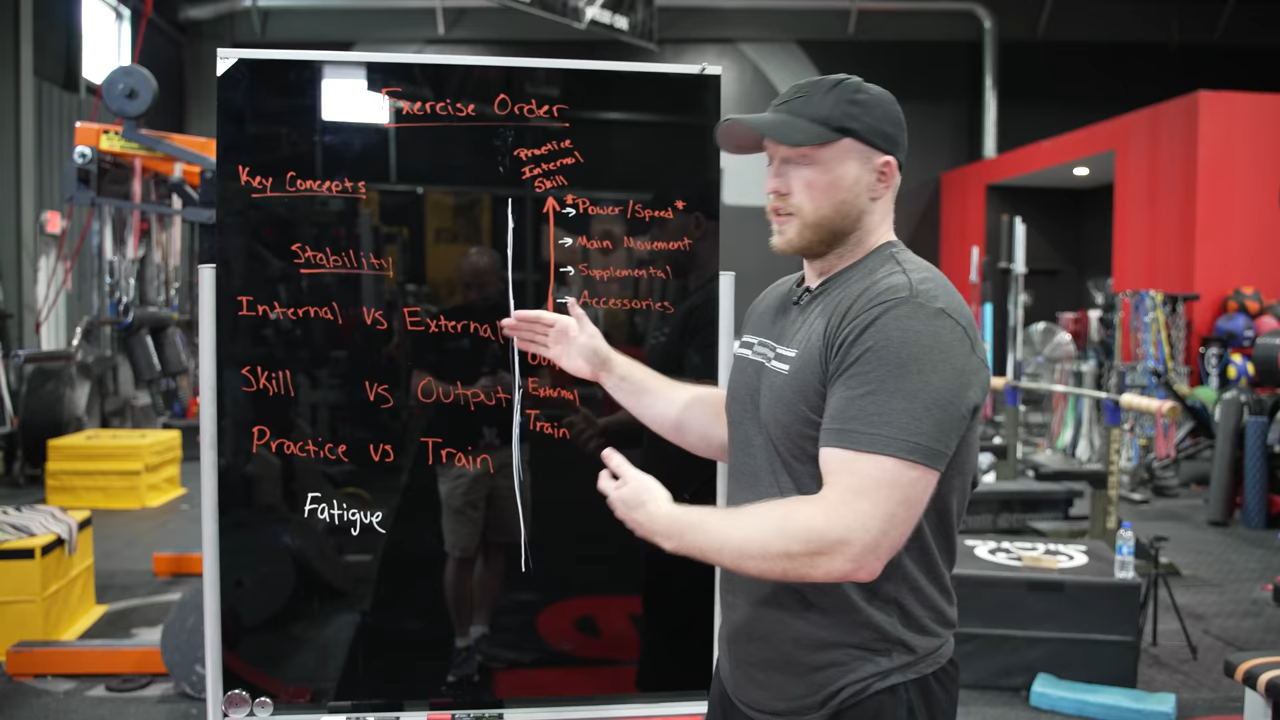 Exercise Order
Key Concepts
Stability
Internal vs External
Skill vs Output
Practice vs Train
Fatigue
Practice
Internal
Skill
*Power/Speed*
→Main Movement
→Supplemental
→Accessories
External
Train